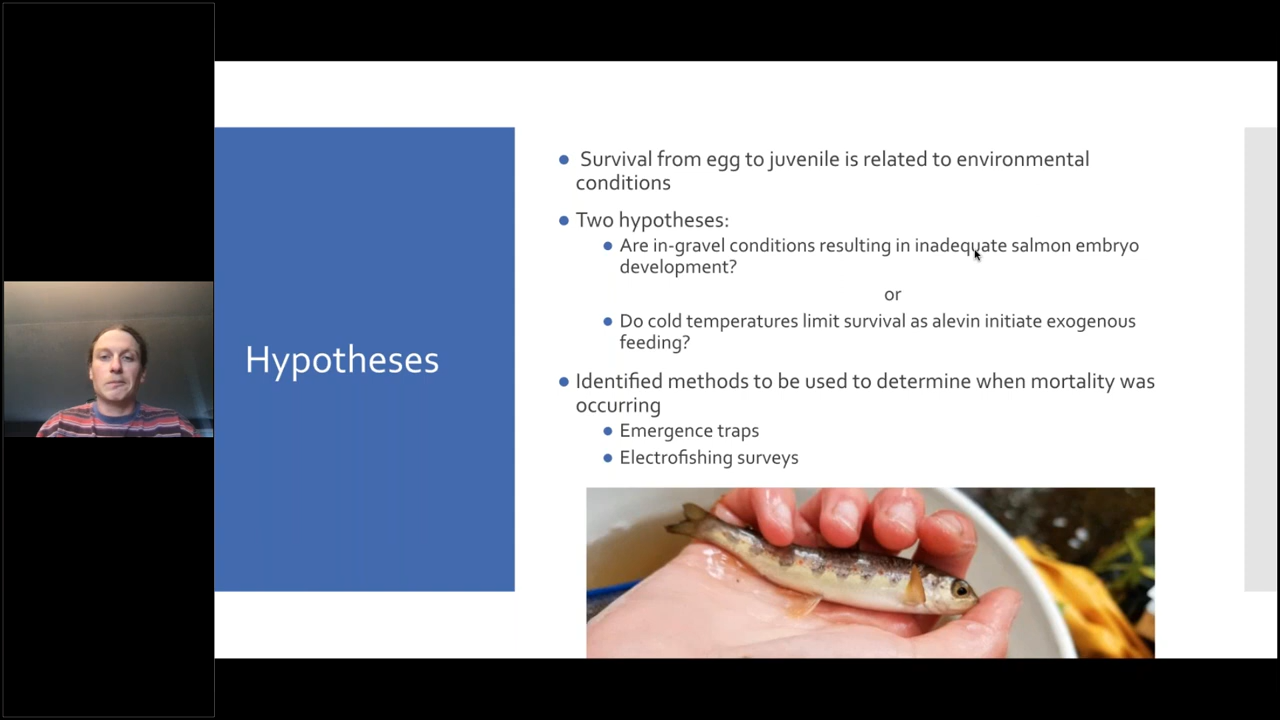 Hypotheses
Survival from egg to juvenile is related to environmental
conditions
Two hypotheses:
Are in-gravel conditions resulting in inadequate salmon embryo
development?
or
Do cold temperatures limit survival as alevin initiate exogenous
feeding?
Identified methods to be used to determine when mortality was
occurring
Emergence traps
Electrofishing surveys